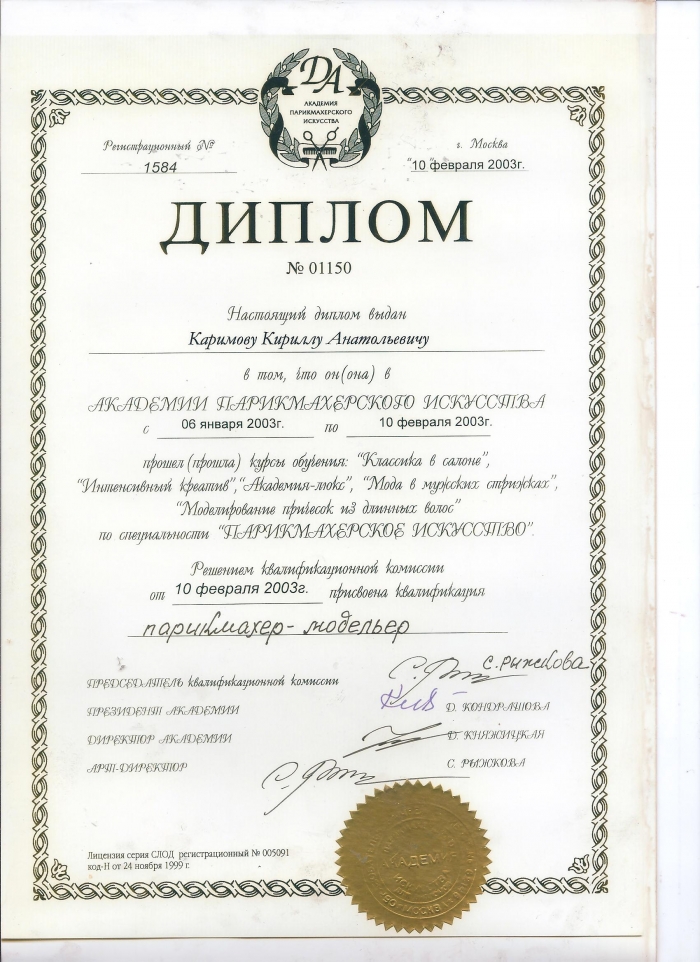 DA
АКАДЕМИЯ
ПАРИКМАХЕРСКОГО
ИСКУССТВА
Регистрационный №
1584
г. Москва
"10 "февраля 2003г.
ДИПЛОМ
№ 01150
Настоящий диплом выдан
Каримову Кириллу Анатольевичу
в том, что он(она) в
АКАДЕМИИ ПАРИКМАХЕРСКОГО ИСКУССТВА
с 06 января 2003г. по 10 февраля 2003г.
прошел (прошла) курсы обучения: "Классика в салоне",
"Интенсивный креатив", "Академия-люкс", "Мода в мужских стрижках",
"Моделирование причесок из длинных волос"
по специальности "ПАРИКМАХЕРСКОЕ ИСКУССТВО".
Решением квалификационной комиссии
от 10 февраля 2003г. присвоена квалификация
парикмахер-модельер
ПРЕДСЕДАТЕЛЬ квалификационной комиссии С. РЫЖКОВА
ПРЕЗИДЕНТ АКАДЕМИИ Д. КОНДРАШОВА
ДИРЕКТОР АКАДЕМИИ Д. КНЯЖИЦКАЯ
АРТ-ДИРЕКТОР С. РЫЖКОВА
Лицензия серия СЛОД регистрационный № 005091
код-Н от 24 ноября 1999 г.